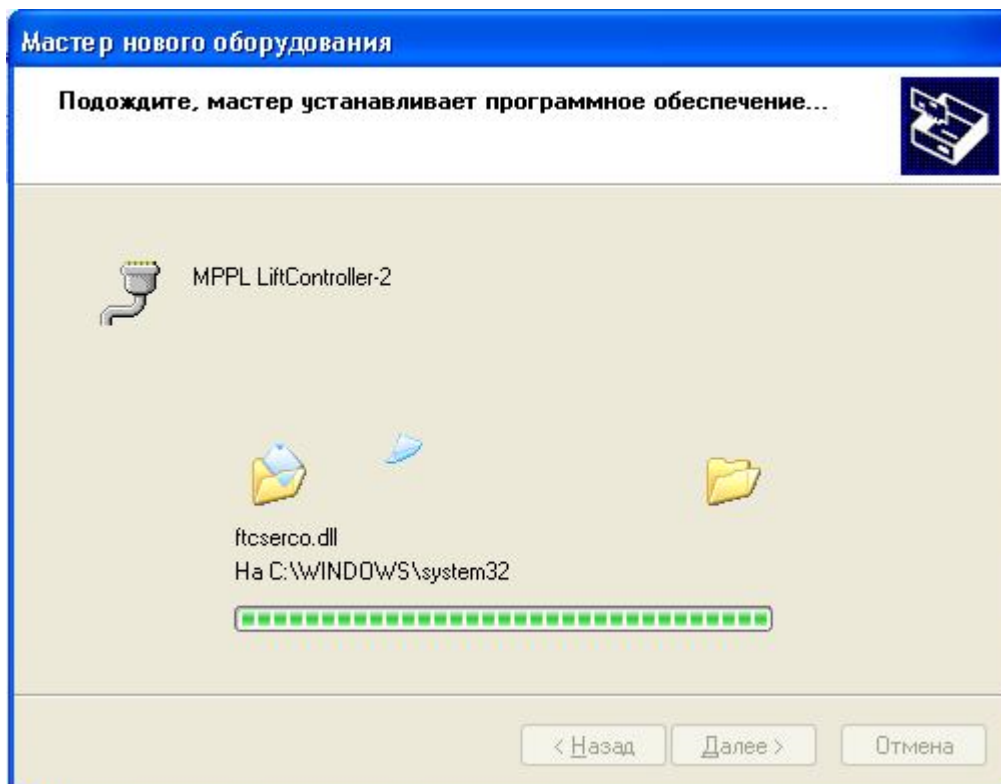 Мастер нового оборудования
Подождите, мастер устанавливает программное обеспечение...
MPPL LiftController-2
ftcserco.dll
На C:\WINDOWS\system32
< Назад
Далее >
Отмена